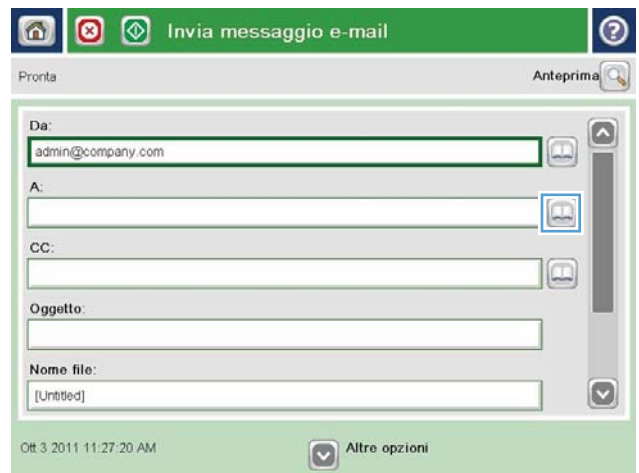 Invia messaggio e-mail
Pronta
Anteprima
Da:
admin@company.com
A:
CC:
Oggetto:
Nome file:
[Untitled]
Ott 3 2011 11:27:20 AM
Altre opzioni